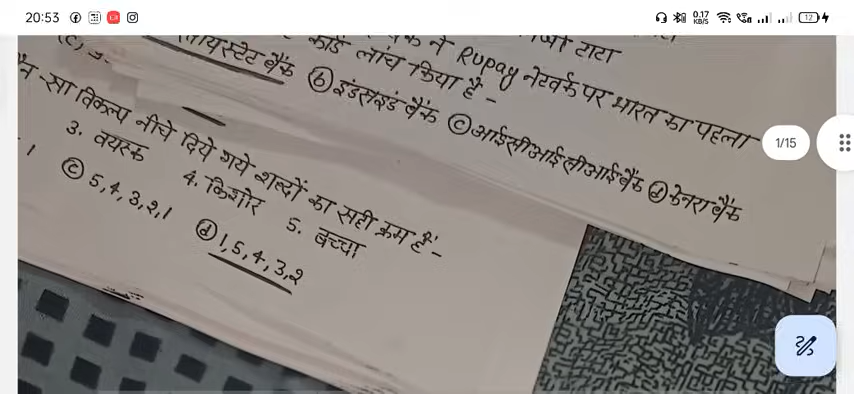 20:53
0.17 KB/S
12
टाटा
कार्ड लांच किया है -
ने Rupay नेटवर्क पर भारत का पहला
स्टेट बैंक ⓑ इंडसइंड बैंक ⓒ आईसीआईसीआई बैंक ⓓ केनरा बैंक
1/15
-सा विकल्प नीचे दिये गये शब्दों का सही क्रम है -
3. वयस्क 4. किशोर 5. बच्चा
ⓒ 5,4,3,2,1 ⓓ 1,5,4,3,2